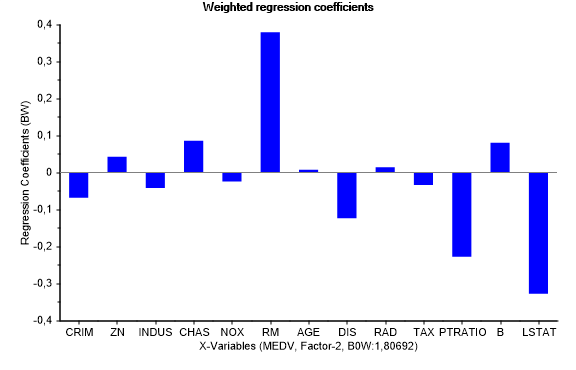 Weighted regression coefficients
0,4
0,3
0,2
0,1
0
-0,1
-0,2
-0,3
-0,4
Regression Coefficients (BW)
CRIM ZN INDUS CHAS NOX RM AGE DIS RAD TAX PTRATIO B LSTAT
X-Variables (MEDV, Factor-2, B0W:1,80692)